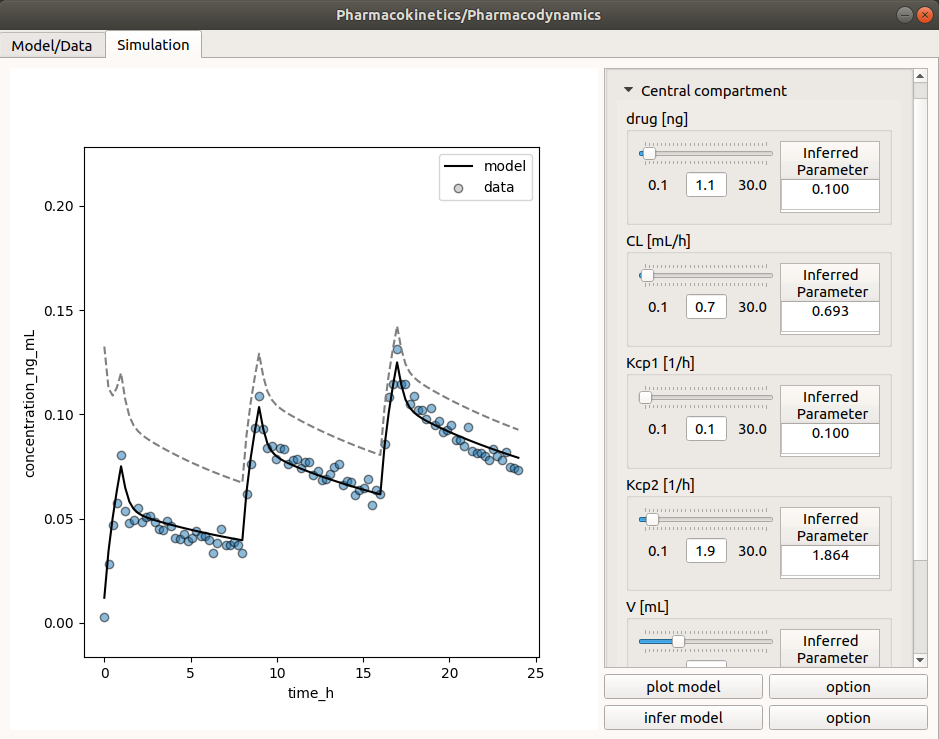 Pharmacokinetics/Pharmacodynamics
Model/Data
Simulation
model
data
0.20
0.15
0.10
0.05
0.00
concentration_ng_mL
0
5
10
15
20
25
time_h
Central compartment
drug [ng]
0.1
1.1
30.0
Inferred
Parameter
0.100
CL [mL/h]
0.1
0.7
30.0
Inferred
Parameter
0.693
Kcp1 [1/h]
0.1
0.1
30.0
Inferred
Parameter
0.100
Kcp2 [1/h]
0.1
1.9
30.0
Inferred
Parameter
1.864
V [mL]
Inferred
Parameter
plot model
option
infer model
option